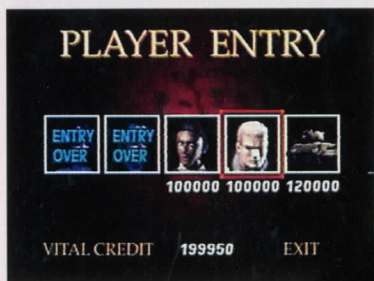 PLAYER ENTRY
ENTRY OVER ENTRY OVER
100000 100000 120000
VITAL CREDIT 199950 EXIT